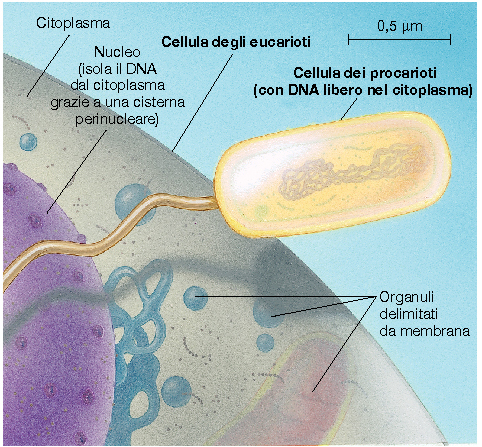 Citoplasma
Nucleo
(isola il DNA
dal citoplasma
grazie a una cisterna
perinucleare)
Cellula degli eucarioti
0,5 µm
Cellula dei procarioti
(con DNA libero nel citoplasma)
Organuli
delimitati
da membrana